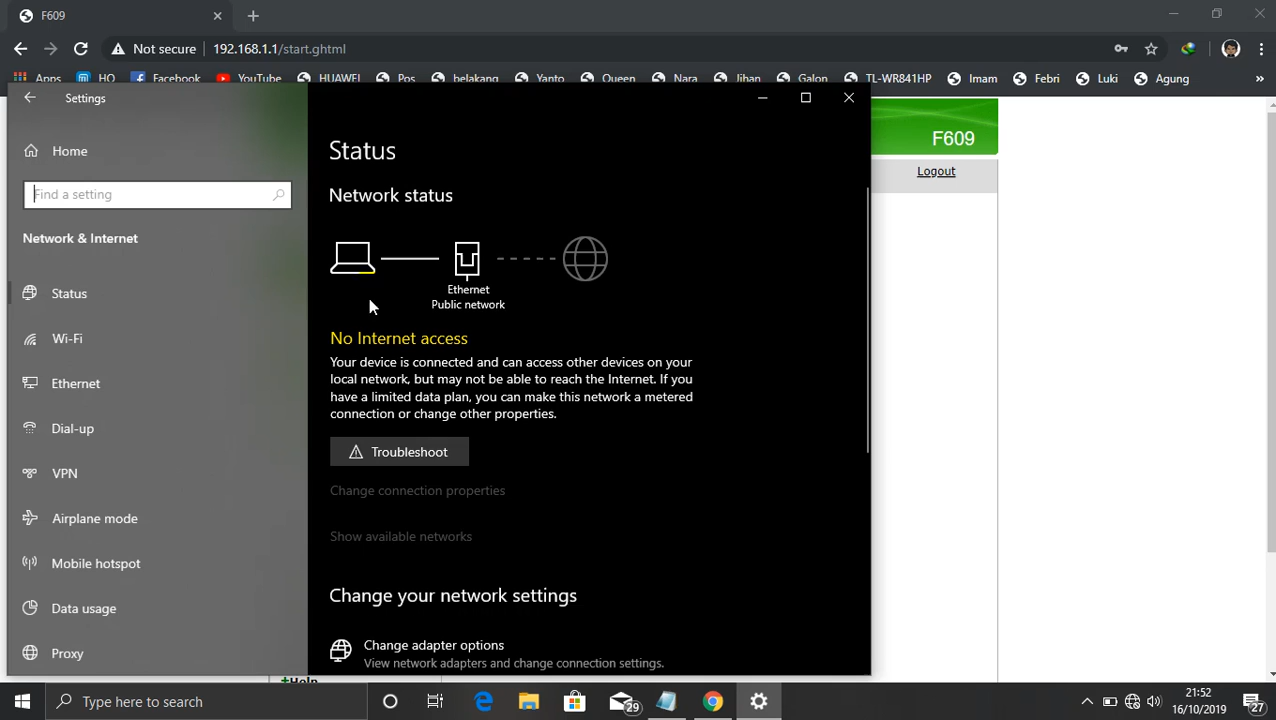 F609
Not secure
192.168.1.1/start.ghtml
Apps
HO
Facebook
YouTube
HUAWEI
Pos
belakang
Yanto
Queen
Nara
Jiban
Galon
TL-WR841HP
Imam
Febri
Luki
Agung
»
Settings
Home
Find a setting
Network & Internet
Status
Wi-Fi
Ethernet
Dial-up
VPN
Airplane mode
Mobile hotspot
Data usage
Proxy
Status
Network status
Ethernet
Public network
No Internet access
Your device is connected and can access other devices on your
local network, but may not be able to reach the Internet. If you
have a limited data plan, you can make this network a metered
connection or change other properties.
Troubleshoot
Change connection properties
Show available networks
Change your network settings
Change adapter options
View network adapters and change connection settings.
F609
Logout
+Help
Type here to search
29
21:52
16/10/2019
27